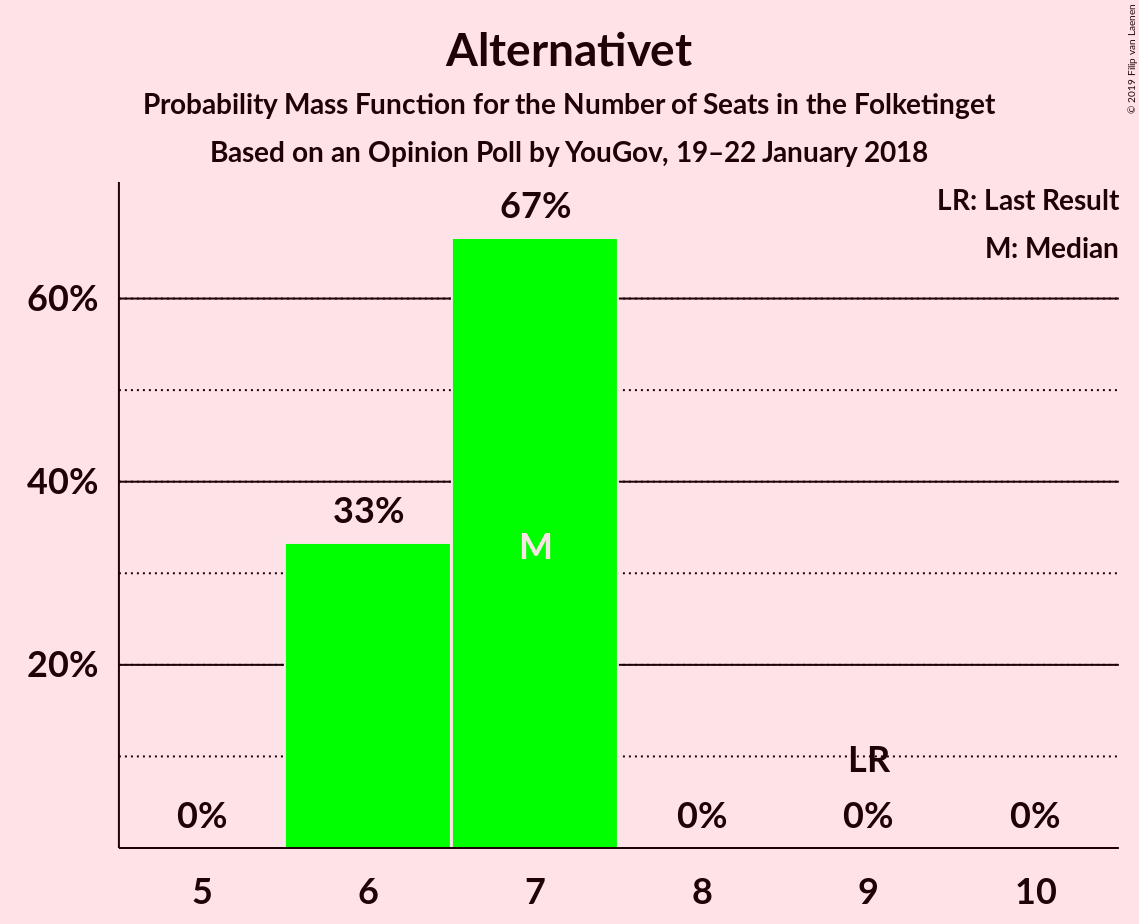 Alternativet
Probability Mass Function for the Number of Seats in the Folketinget
Based on an Opinion Poll by YouGov, 19–22 January 2018
© 2019 Filip van Laenen
LR: Last Result
M: Median
67%
60%
40%
33%
M
20%
LR
0%
0%
0%
0%
5
6
7
8
9
10